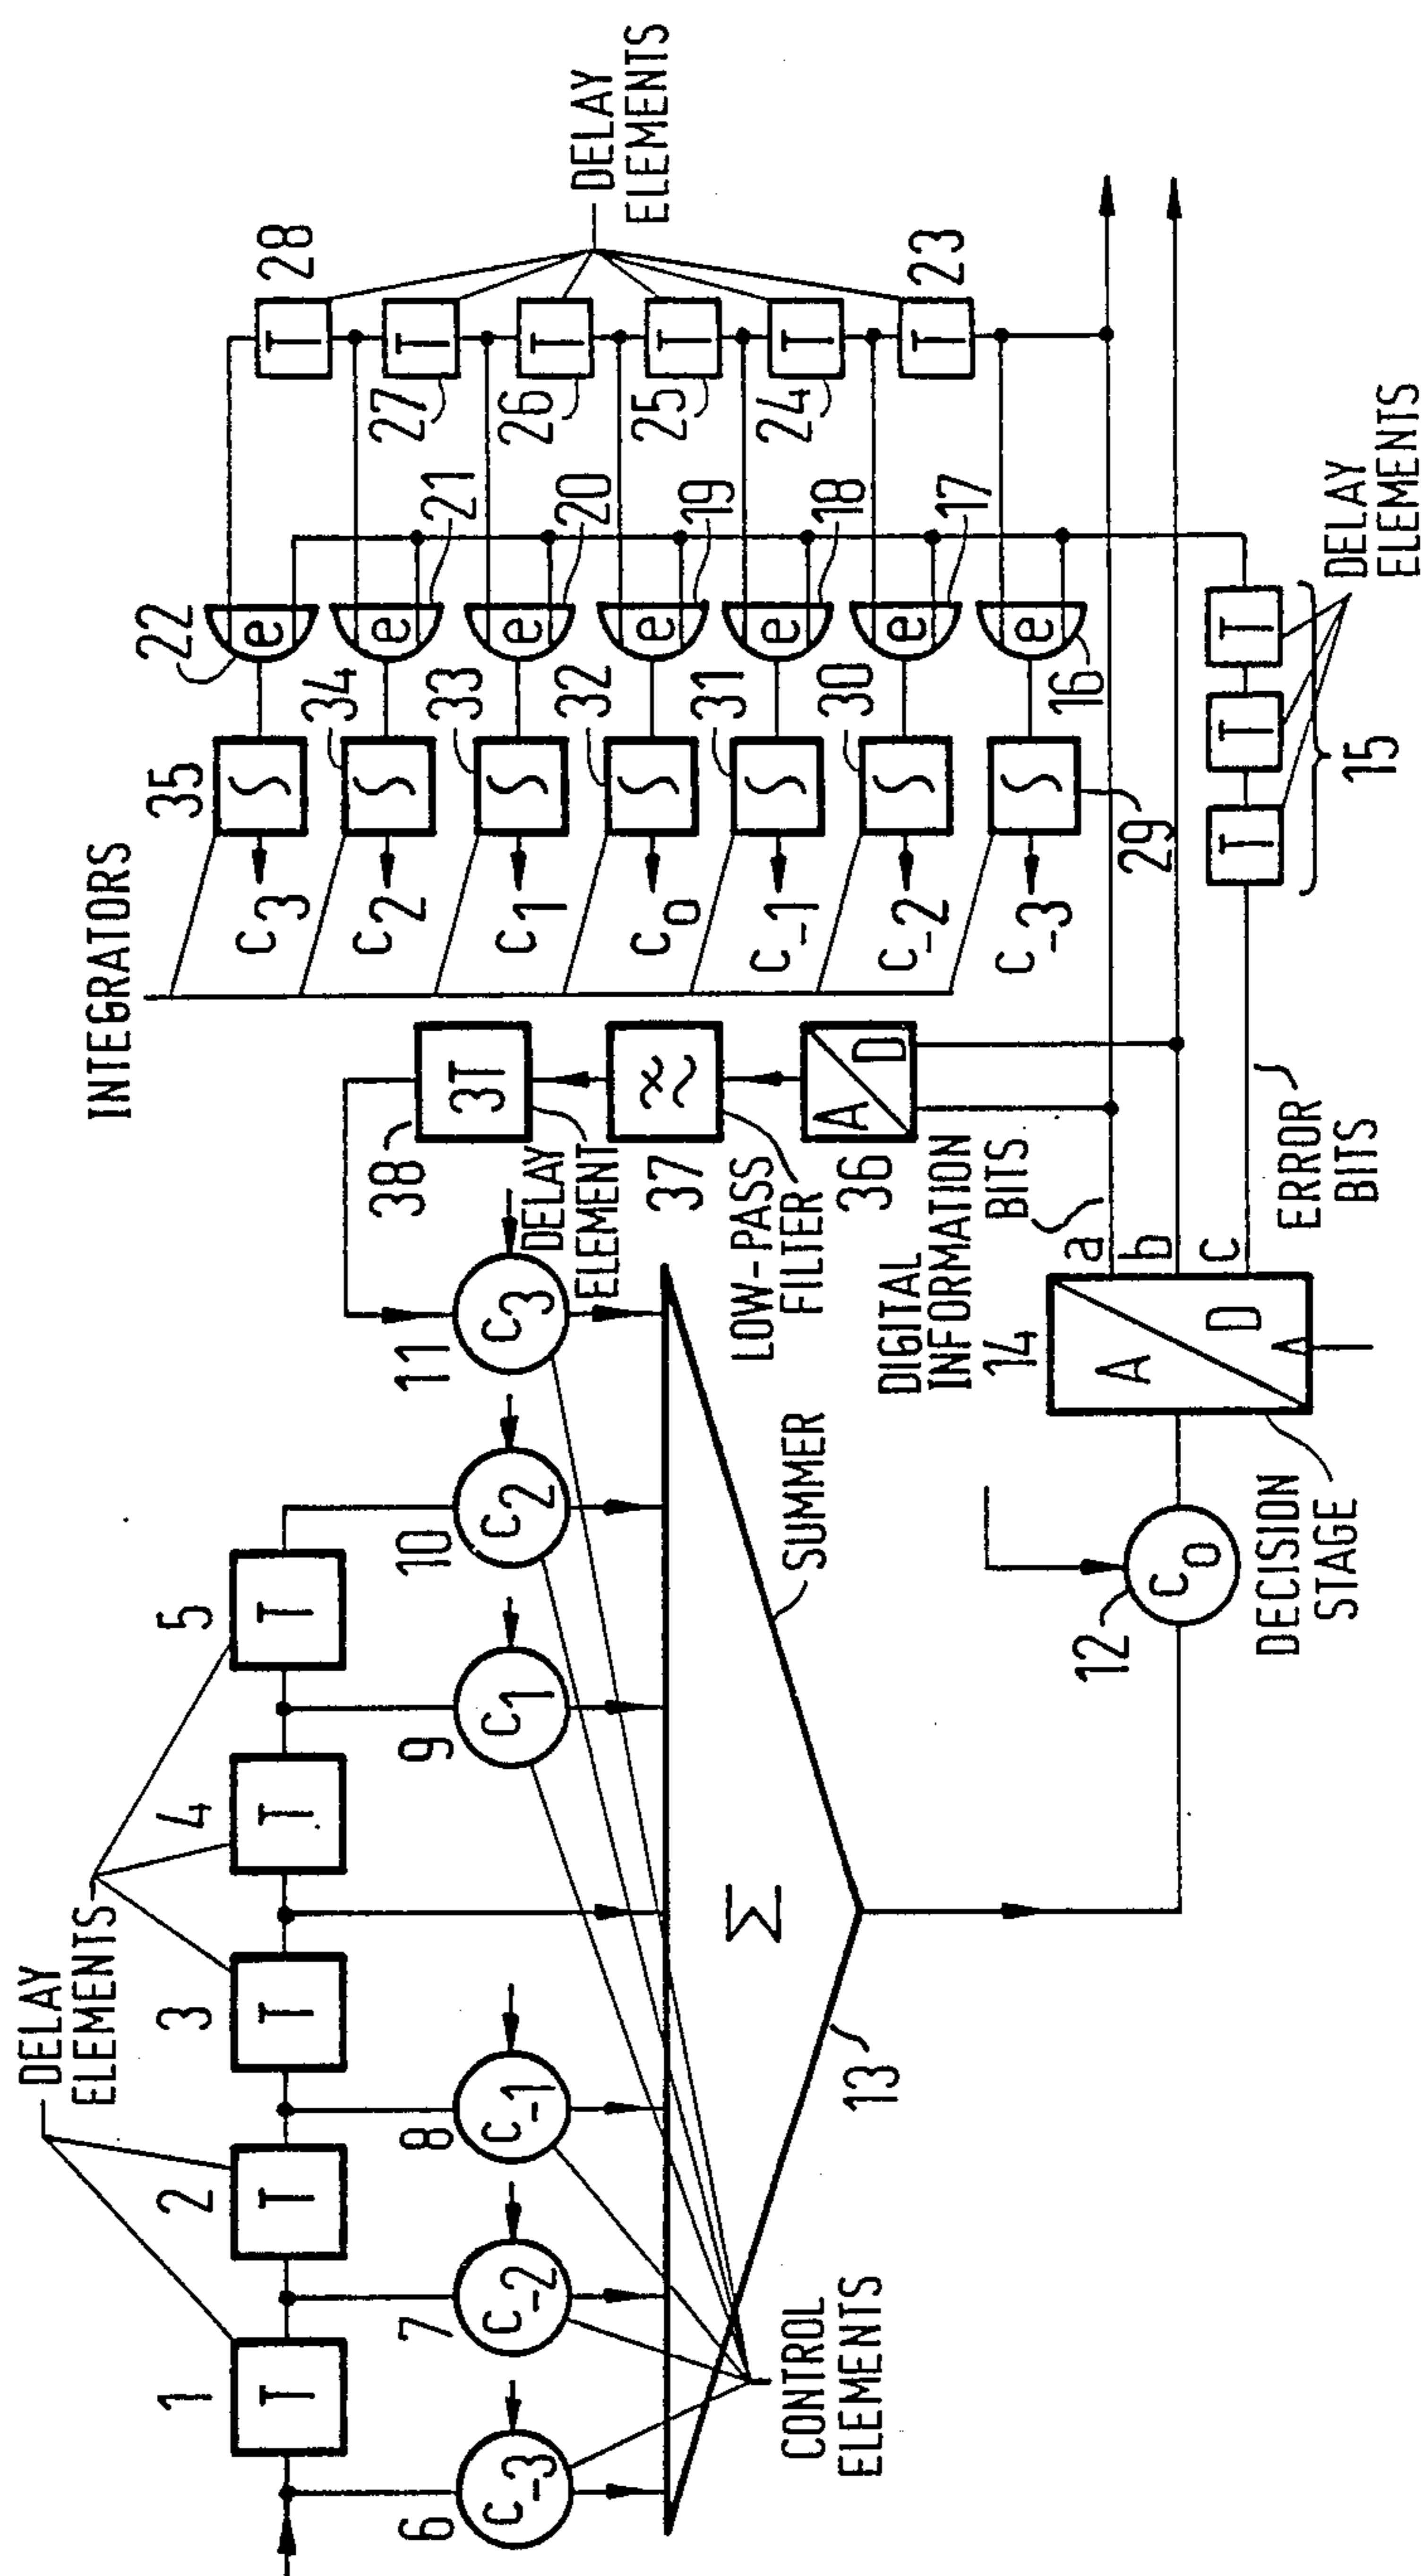 DELAY
ELEMENTS
DELAY
ELEMENTS
1
2
3
4
5
T
T
T
T
T
6
7
8
9
10
11
C-3
C-2
C-1
C1
C2
C3
CONTROL
ELEMENTS
Σ
13
SUMMER
38
3T
DELAY
ELEMENT
37
LOW-PASS
FILTER
36
A
D
12
C0
DECISION
STAGE
14
A
D
a
b
c
DIGITAL
INFORMATION
BITS
ERROR
BITS
INTEGRATORS
C3
C2
C1
C0
C-1
C-2
C-3
35
34
33
32
31
30
29
S
S
S
S
S
S
S
22
21
20
19
18
17
16
e
e
e
e
e
e
e
28
27
26
25
24
23
T
T
T
T
T
T
DELAY
ELEMENTS
T
T
T
15
DELAY
ELEMENTS